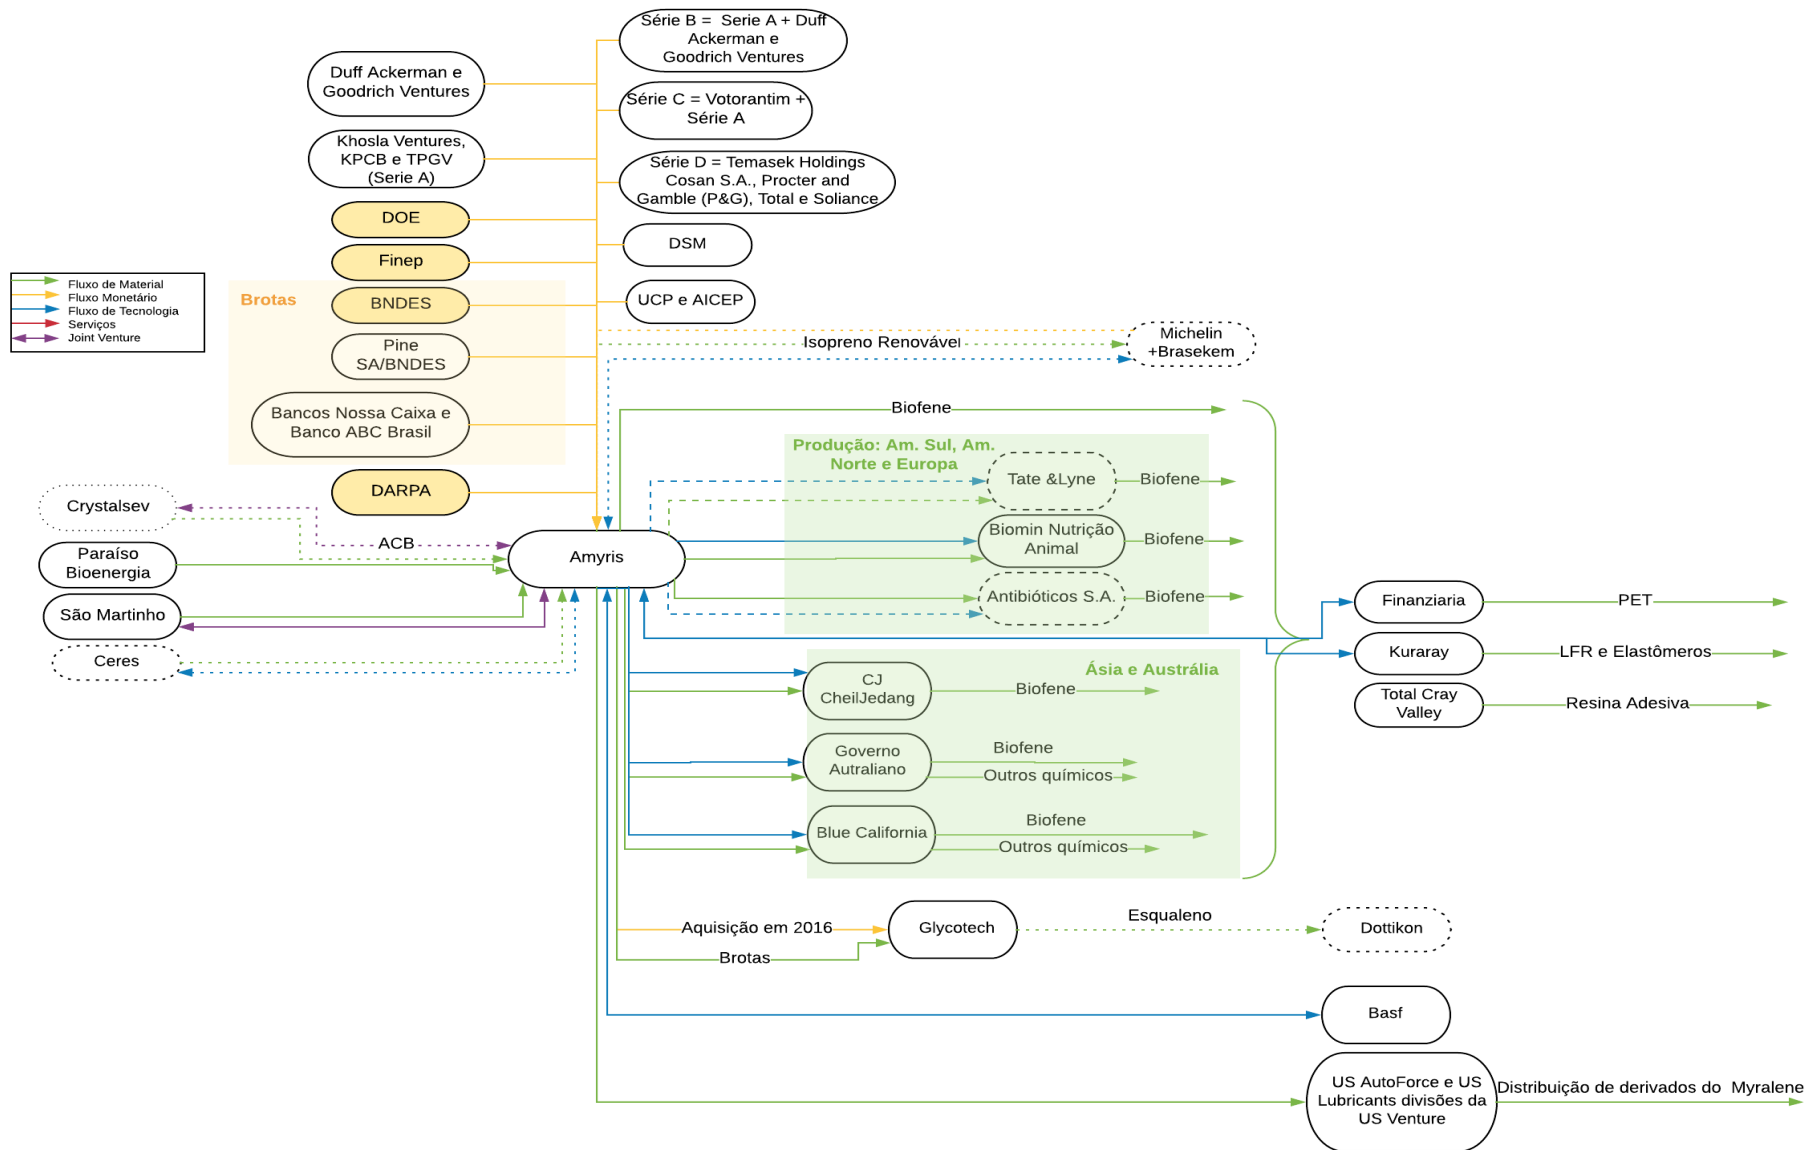 Série B = Serie A + Duff
Ackerman e
Goodrich Ventures
Duff Ackerman e
Goodrich Ventures
Série C = Votorantim +
Série A
Khosla Ventures,
KPCB e TPGV
(Serie A)
Série D = Temasek Holdings
Cosan S.A., Procter and
Gamble (P&G), Total e Soliance
DOE
DSM
Finep
Fluxo de Material
Fluxo Monetário
Fluxo de Tecnologia
Serviços
Joint Venture
Brotas
BNDES
UCP e AICEP
Pine
SA/BNDES
Isopreno Renovável
Michelin
+Brasekem
Bancos Nossa Caixa e
Banco ABC Brasil
Biofene
Produção: Am. Sul, Am.
Norte e Europa
DARPA
Tate &Lyne
Biofene
Crystalsev
ACB
Paraíso
Bioenergia
Amyris
Biomin Nutrição
Animal
Biofene
São Martinho
Antibióticos S.A.
Biofene
Finanziaria
PET
Ceres
Kuraray
LFR e Elastômeros
Ásia e Austrália
CJ
CheilJedang
Biofene
Total Cray
Valley
Resina Adesiva
Governo
Autraliano
Biofene
Outros químicos
Blue California
Biofene
Outros químicos
Aquisição em 2016
Glycotech
Esqualeno
Dottikon
Brotas
Basf
US AutoForce e US
Lubricants divisões da
US Venture
Distribuição de derivados do Myralene